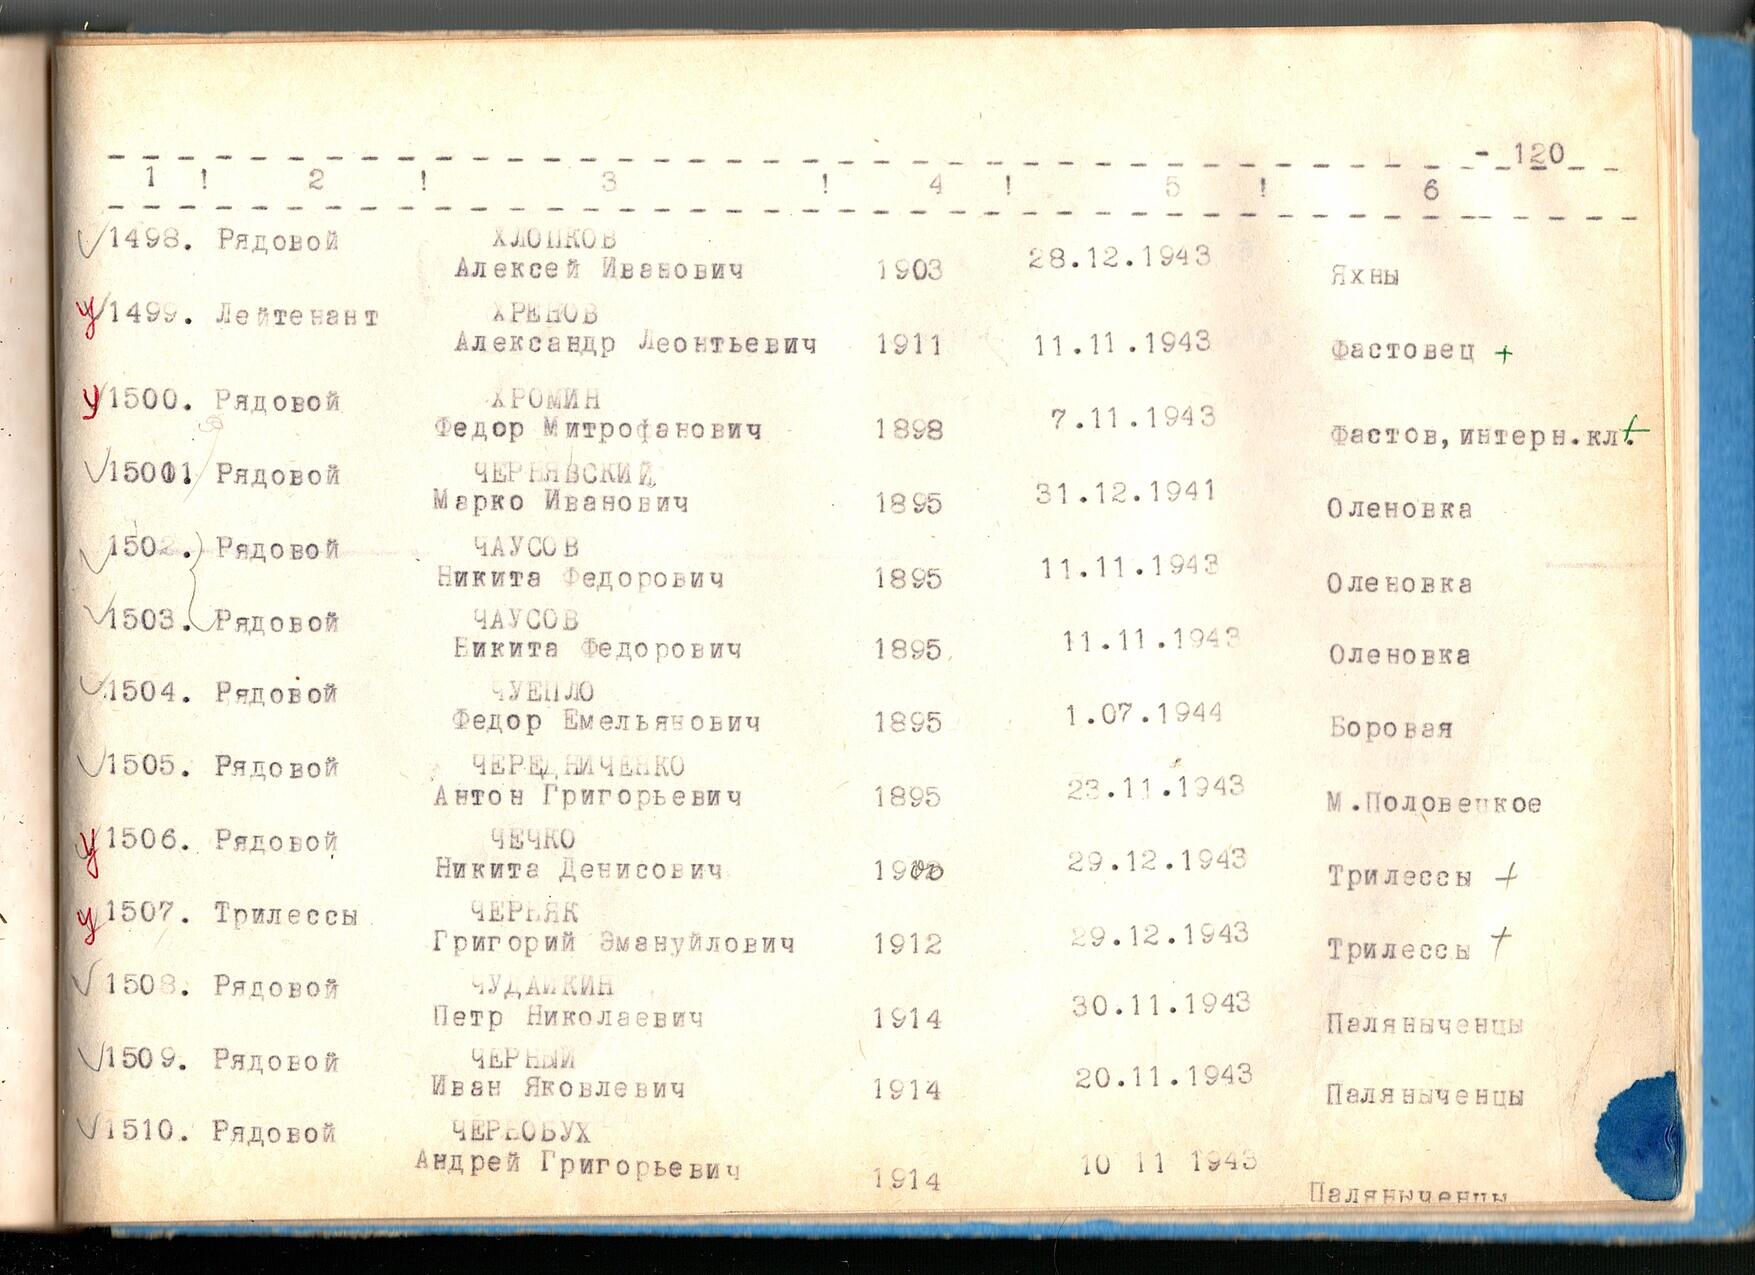 - 120
1 ! 2 ! 3 ! 4 ! 5 ! 6
1498. Рядовой ХЛОПКОВ
Алексей Иванович 1903 28.12.1943 Яхны
у 1499. Лейтенант ХРЕНОВ
Александр Леонтьевич 1911 11.11.1943 Фастовец +
у 1500. Рядовой ХРОМИН
Федор Митрофанович 1898 7.11.1943 Фастов,интерн.кл. +
1501 Рядовой ЧЕРНЯВСКИЙ
Марко Иванович 1895 31.12.1941 Оленовка
1502. Рядовой ЧАУСОВ
Никита Федорович 1895 11.11.1943 Оленовка
1503. Рядовой ЧАУСОВ
Никита Федорович 1895 11.11.1943 Оленовка
1504. Рядовой
Федор Емельянович 1895 1.07.1944 Боровая
1505. Рядовой ЧЕРЕДНИЧЕНКО
Антон Григорьевич 1895 23.11.1943 М.Половецкое
у 1506. Рядовой ЧЕЧКО
Никита Денисович 29.12.1943 Трилессы +
у 1507. Трилессы ЧЕРНЯК
Григорий Эмануйлович 1912 29.12.1943 Трилессы +
1508. Рядовой ЧУДАЙКИН
Петр Николаевич 1914 30.11.1943 Паляныченцы
1509. Рядовой ЧЕРНЫЙ
Иван Яковлевич 1914 20.11.1943 Паляныченцы
1510. Рядовой ЧЕРНОБУХ
Андрей Григорьевич 1914 10 11 1943 Паляныченцы